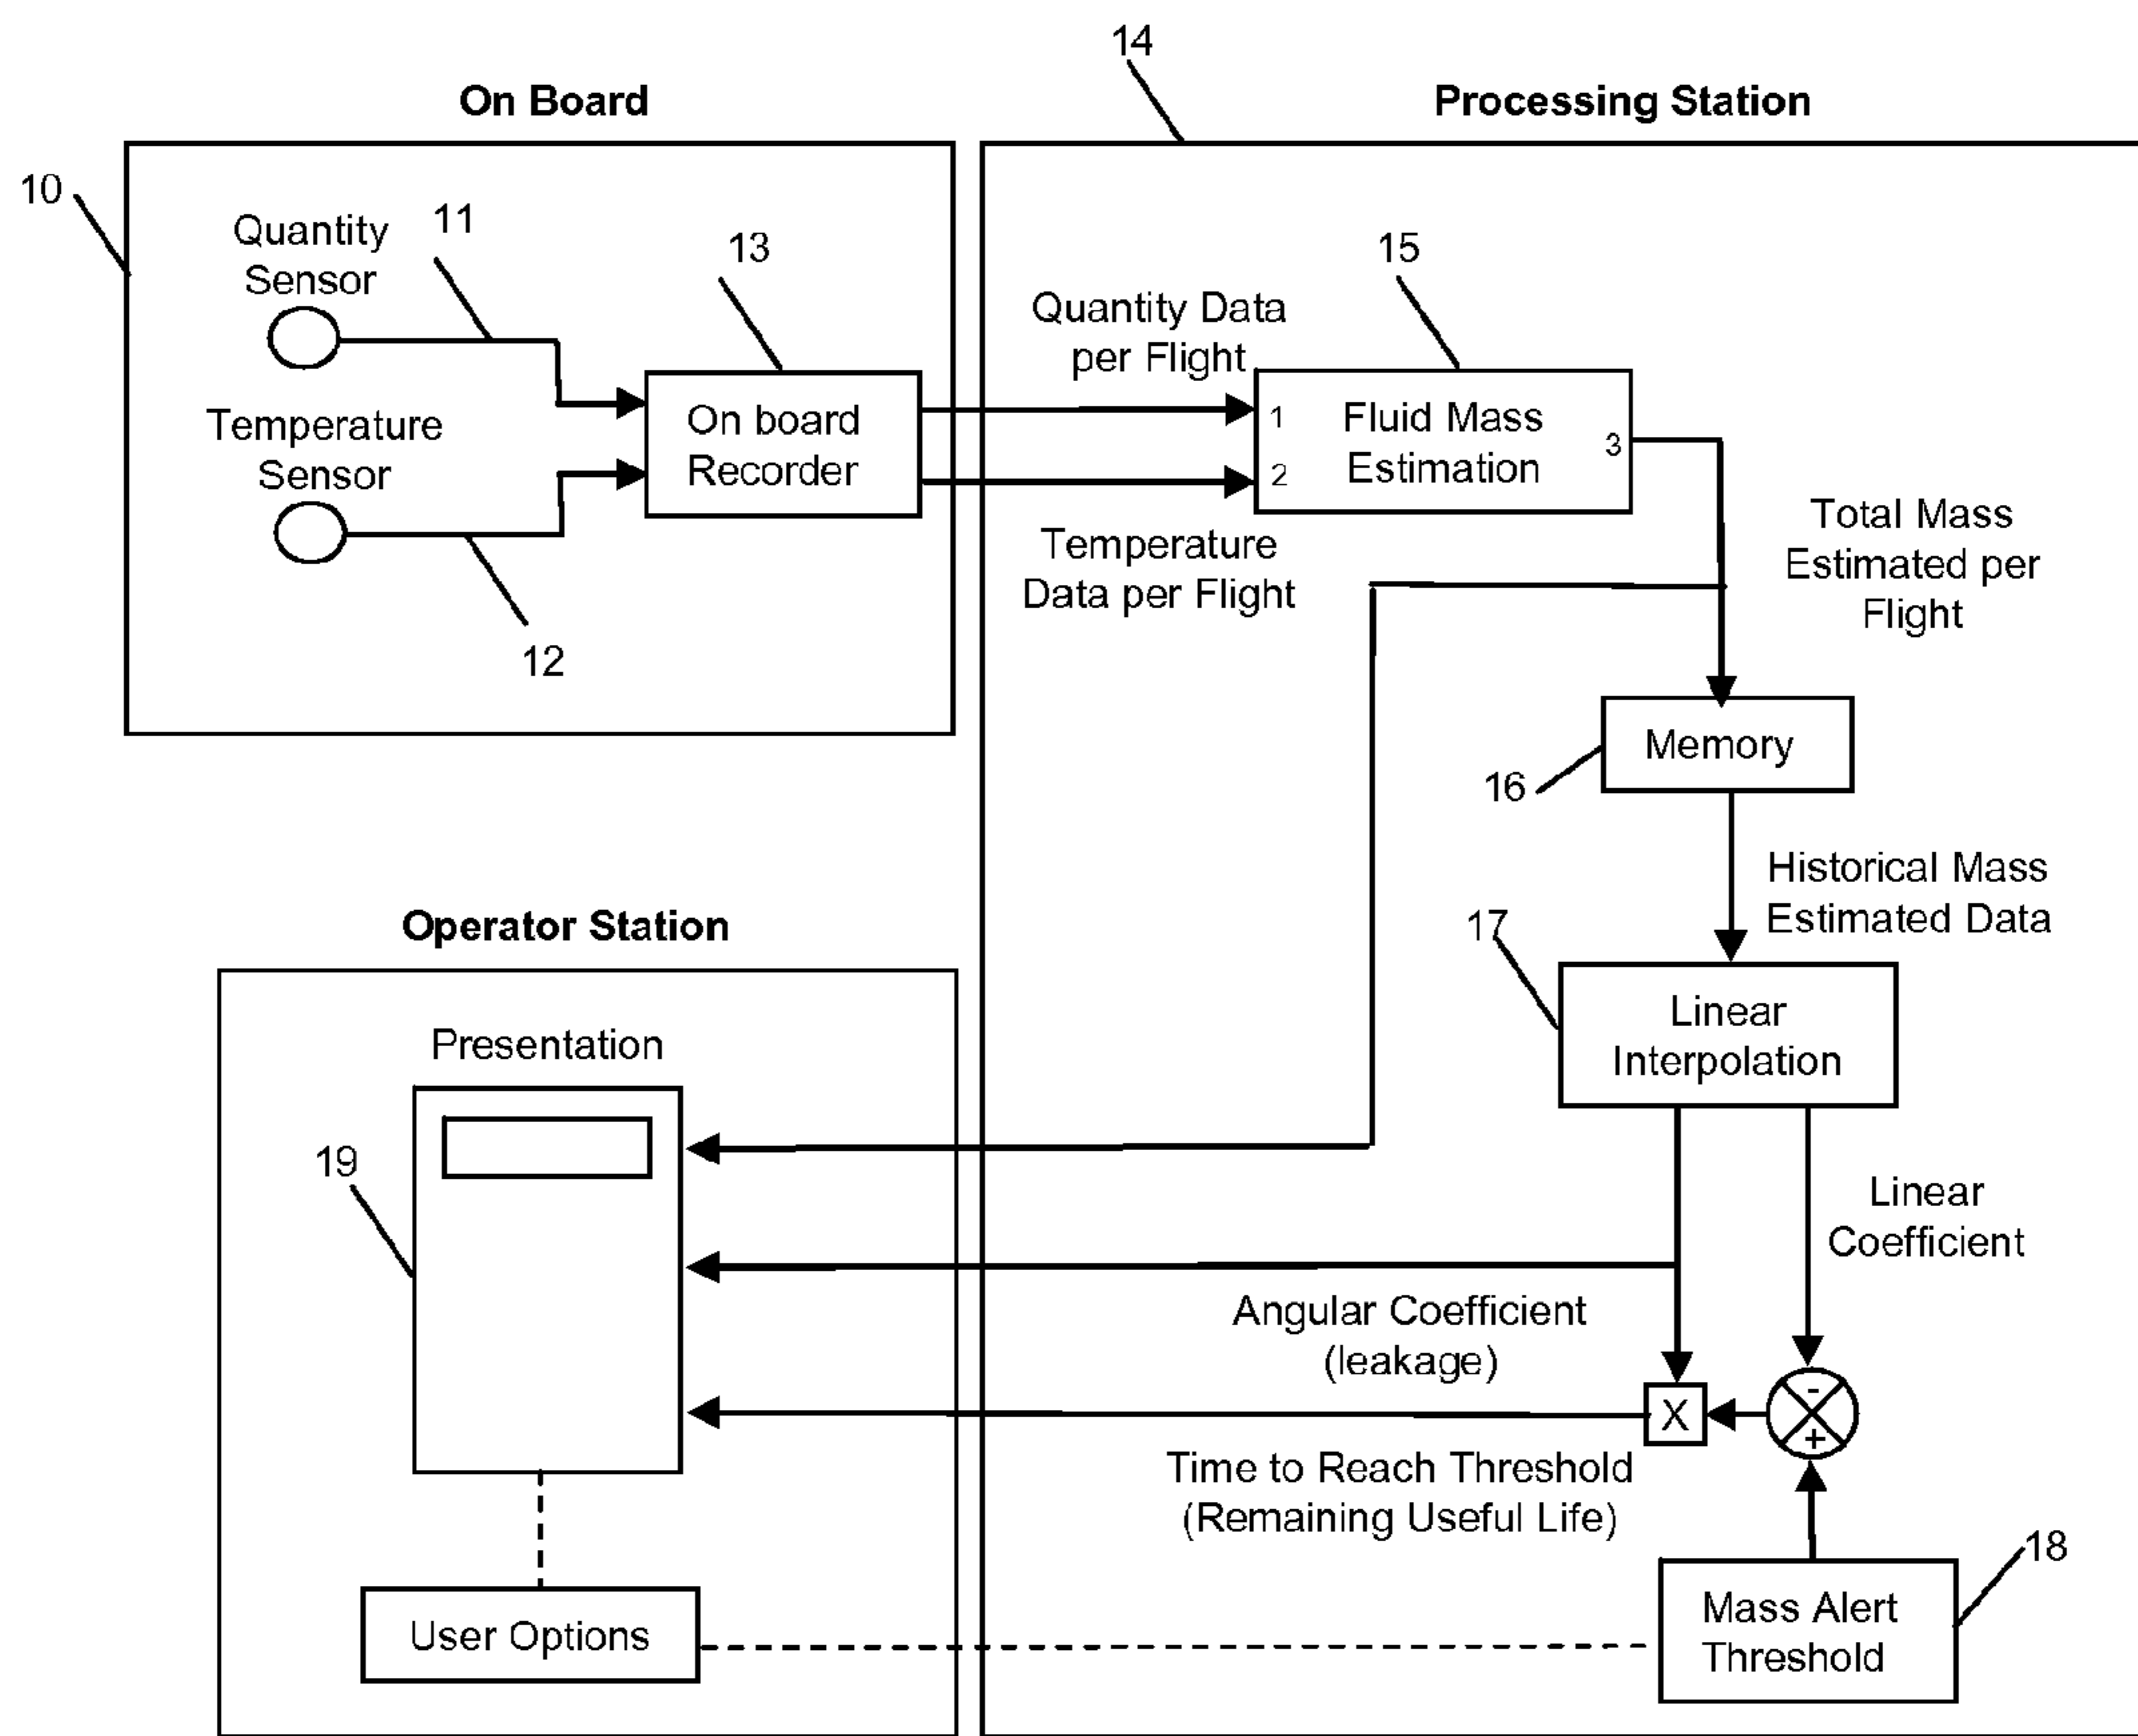 14
On Board
Processing Station
10
Quantity
Sensor
11
13
15
Quantity Data
per Flight
Temperature
Sensor
On board
Recorder
1
2
Fluid Mass
Estimation
3
12
Temperature
Data per Flight
Total Mass
Estimated per
Flight
Memory
16
Historical Mass
Estimated Data
17
Operator Station
Linear
Interpolation
Presentation
19
Linear
Coefficient
Angular Coefficient
(leakage)
-
X
+
Time to Reach Threshold
(Remaining Useful Life)
18
Mass Alert
Threshold
User Options